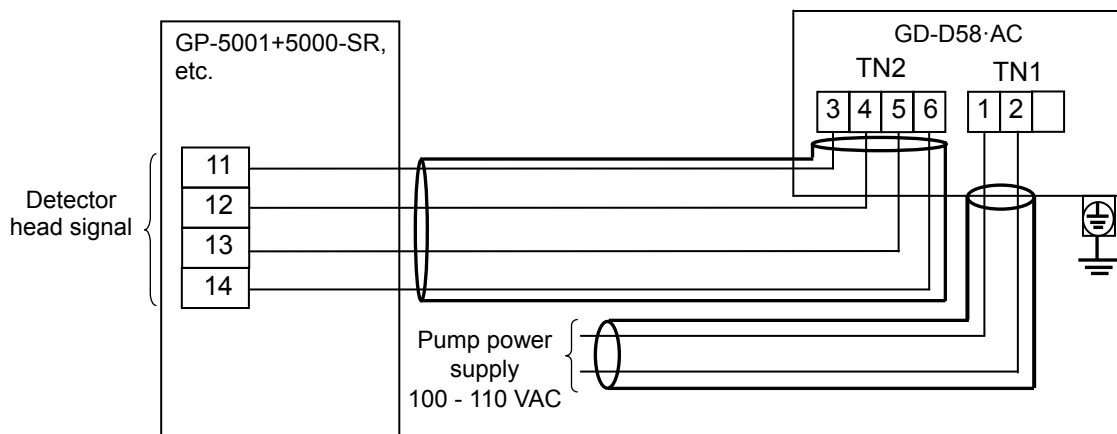 GP-5001+5000-SR,
etc.
GD-D58·AC
TN2
TN1
3 4 5 6
1 2
11
12
13
14
Detector
head signal
Pump power
supply
100 - 110 VAC